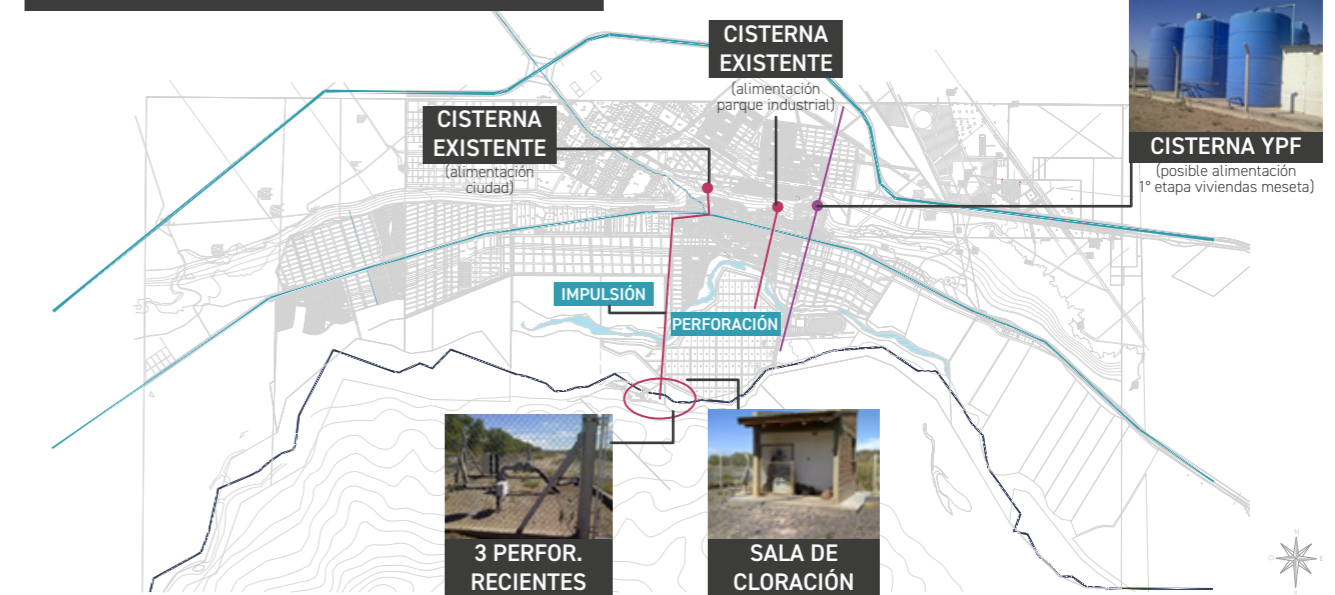 CISTERNA
EXISTENTE
(alimentación
parque industrial)
CISTERNA
EXISTENTE
(alimentación
ciudad)
CISTERNA YPF
(posible alimentación
1° etapa viviendas meseta)
IMPULSIÓN
PERFORACIÓN
3 PERFOR.
RECIENTES
SALA DE
CLORACIÓN
N
O
E